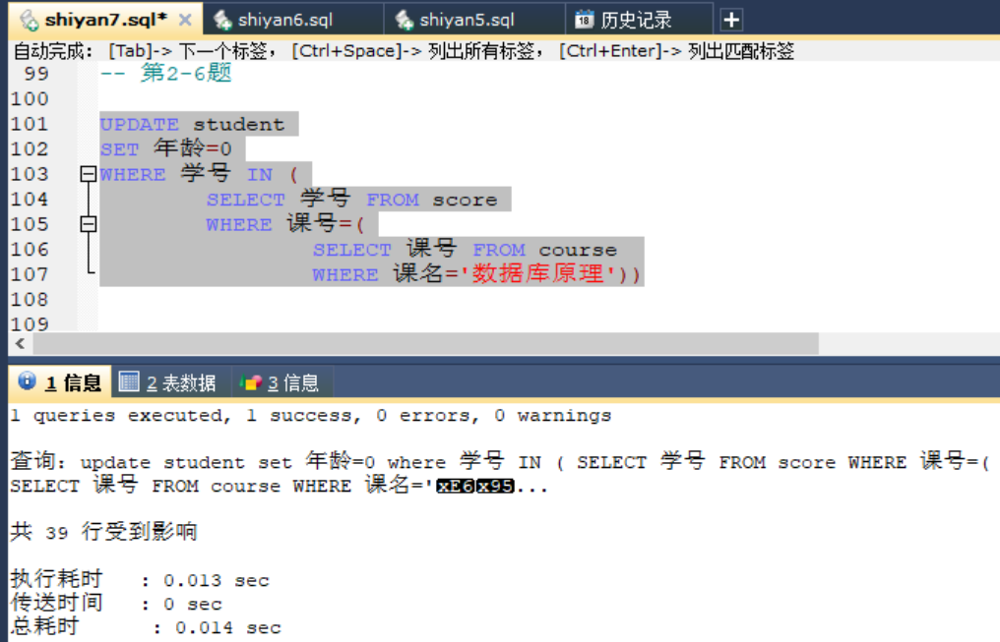 shiyan7.sql* × shiyan6.sql shiyan5.sql 18 历史记录 +
自动完成： [Tab]-> 下一个标签， [Ctrl+Space]-> 列出所有标签， [Ctrl+Enter]-> 列出匹配标签
99 -- 第2-6题
100
101 UPDATE student
102 SET 年龄=0
103 WHERE 学号 IN (
104 SELECT 学号 FROM score
105 WHERE 课号=(
106 SELECT 课号 FROM course
107 WHERE 课名='数据库原理'))
108
109
1 信息 2 表数据 3 信息
1 queries executed, 1 success, 0 errors, 0 warnings
查询：update student set 年龄=0 where 学号 IN ( SELECT 学号 FROM score WHERE 课号=(
SELECT 课号 FROM course WHERE 课名='xE6x95...
共 39 行受到影响
执行耗时 : 0.013 sec
传送时间 : 0 sec
总耗时 : 0.014 sec